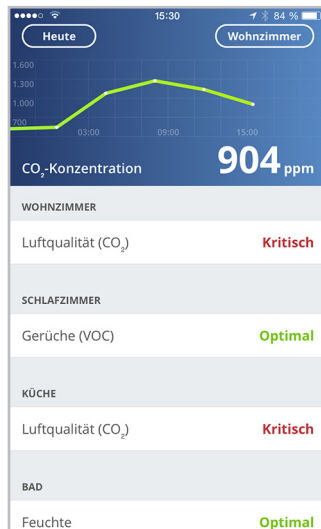 15:30 84 %
Heute Wohnzimmer
1.600
1.300
1.000
700
03:00 09:00 15:00
CO₂-Konzentration 904 ppm
WOHNZIMMER
Luftqualität (CO₂) Kritisch
SCHLAFZIMMER
Gerüche (VOC) Optimal
KÜCHE
Luftqualität (CO₂) Kritisch
BAD
Feuchte Optimal